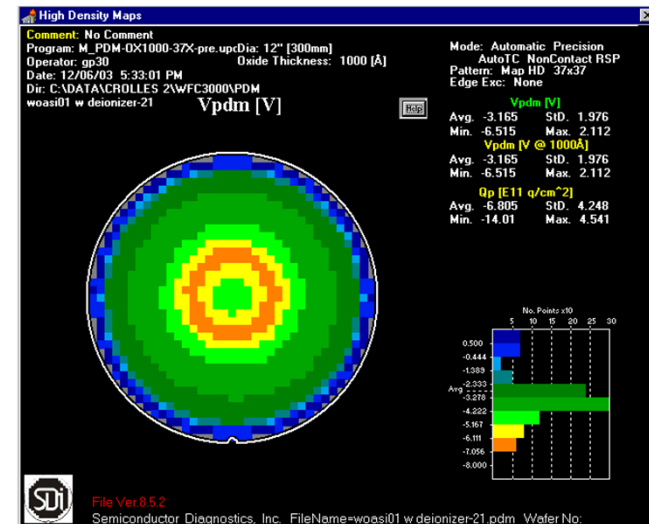 High Density Maps
Comment: No Comment
Program: M_PDM-OX1000-37X-pre.upcDia: 12" [300mm]
Operator: gp30 Oxide Thickness: 1000 [Å]
Date: 12/06/03 5:33:01 PM
Dir: C:\DATA\CROLLES 2\WFC3000\PDM
woasi01 w deionizer-21
Vpdm [V]
Help
Mode: Automatic Precision
AutoTC NonContact RSP
Pattern: Map HD 37x37
Edge Exc: None
Vpdm [V]
Avg. -3.165 StD. 1.976
Min. -6.515 Max. 2.112
Vpdm [V @ 1000Å]
Avg. -3.165 StD. 1.976
Min. -6.515 Max. 2.112
Qp [E11 q/cm^2]
Avg. -6.805 StD. 4.248
Min. -14.01 Max. 4.541
No. Points x10
5 10 15 20 25 30
0.500
-0.444
-1.389
-2.333
Avg
-3.278
-4.222
-5.167
-6.111
-7.056
-8.000
SDi
File Ver.8.5.2
Semiconductor Diagnostics, Inc. FileName=woasi01 w deionizer-21.pdm Wafer No: